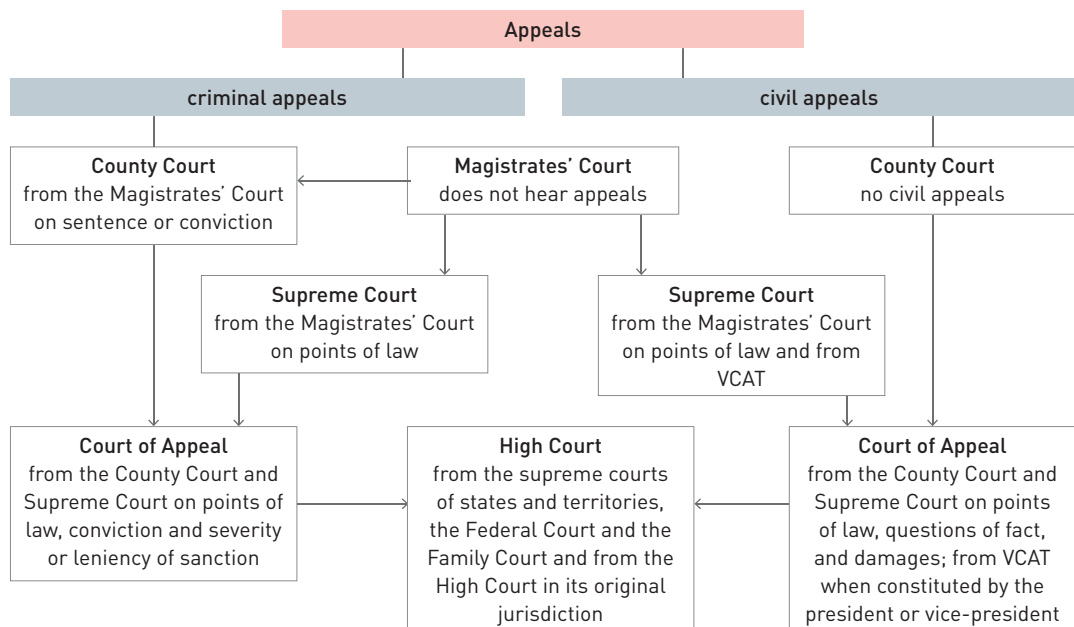 Appeals
criminal appeals
civil appeals
County Court
from the Magistrates’ Court
on sentence or conviction
Magistrates’ Court
does not hear appeals
County Court
no civil appeals
Supreme Court
from the Magistrates’ Court
on points of law
Supreme Court
from the Magistrates’ Court
on points of law and from
VCAT
Court of Appeal
from the County Court and
Supreme Court on points of
law, conviction and severity
or leniency of sanction
High Court
from the supreme courts
of states and territories,
the Federal Court and the
Family Court and from the
High Court in its original
jurisdiction
Court of Appeal
from the County Court and
Supreme Court on points
of law, questions of fact,
and damages; from VCAT
when constituted by the
president or vice-president